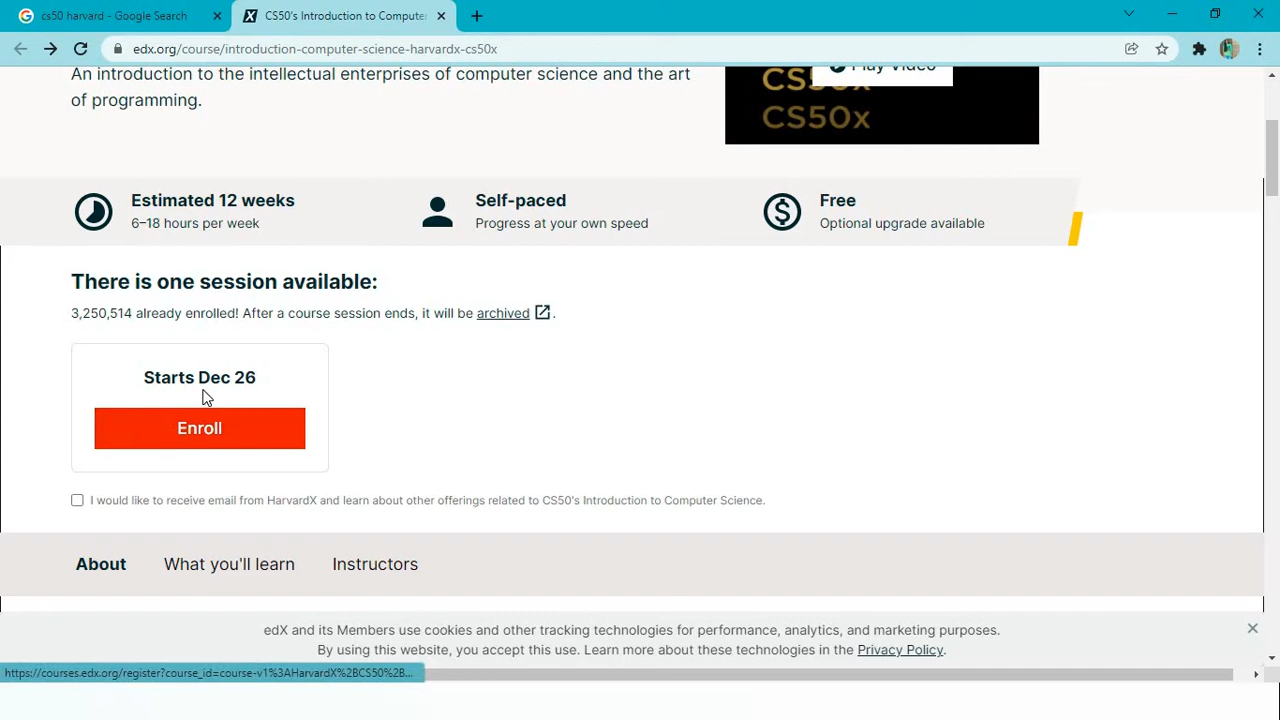 cs50 harvard - Google Search
CS50's Introduction to Computer
edx.org/course/introduction-computer-science-harvardx-cs50x
An introduction to the intellectual enterprises of computer science and the art
of programming.
Play Video
CS50x
CS50x
Estimated 12 weeks
6–18 hours per week
Self-paced
Progress at your own speed
Free
Optional upgrade available
There is one session available:
3,250,514 already enrolled! After a course session ends, it will be archived.
Starts Dec 26
Enroll
I would like to receive email from HarvardX and learn about other offerings related to CS50's Introduction to Computer Science.
About
What you'll learn
Instructors
edX and its Members use cookies and other tracking technologies for performance, analytics, and marketing purposes.
By using this website, you accept this use. Learn more about these technologies in the Privacy Policy.
https://courses.edx.org/register?course_id=course-v1%3AHarvardX%2BCS50%2B...